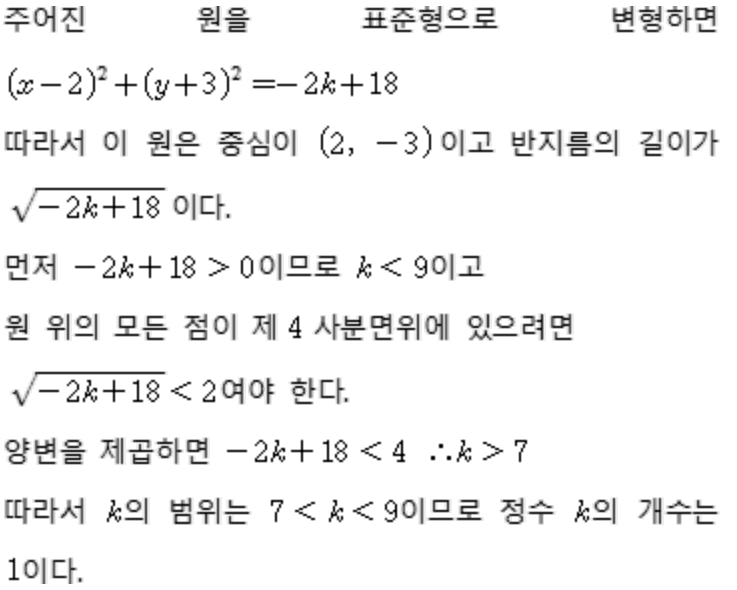 주어진 원을 표준형으로 변형하면
(x−2)²+(y+3)²=−2k+18
따라서 이 원은 중심이 (2, −3)이고 반지름의 길이가
√(−2k+18) 이다.
먼저 −2k+18>0이므로 k<9이고
원 위의 모든 점이 제 4 사분면위에 있으려면
√(−2k+18)<2여야 한다.
양변을 제곱하면 −2k+18<4 ∴k>7
따라서 k의 범위는 7<k<9이므로 정수 k의 개수는
1이다.